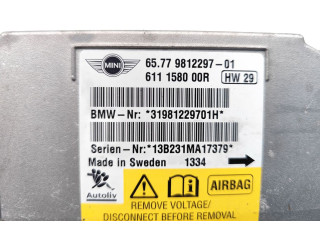 MINI
65.77 9812297-01
611 1580 00R HW 29
BMW-Nr: *31981229701H*
Serien-Nr: *13B231MA17379*
Made in Sweden 1334
Autoliv
AIRBAG
REMOVE VOLTAGE/
DISCONNECT BEFORE REMOVAL